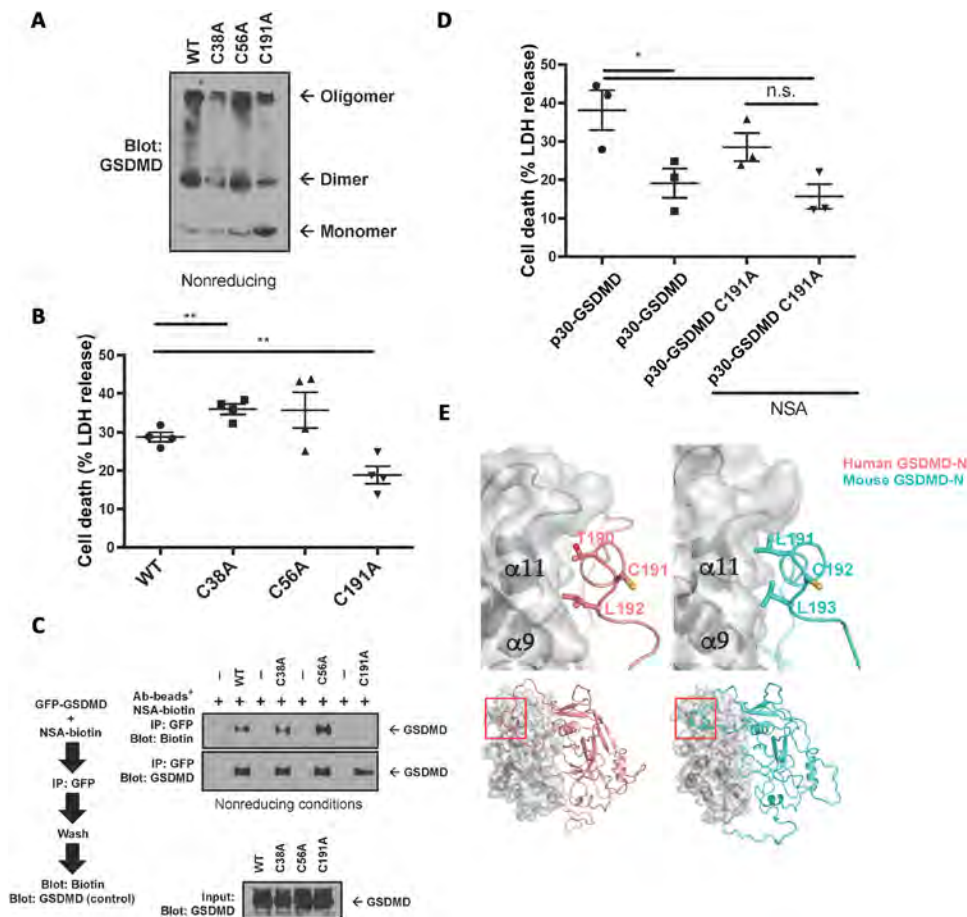 A
WT
C38A
C56A
C191A
Blot:
GSDMD
← Oligomer
← Dimer
← Monomer
Nonreducing
B
Cell death (% LDH release)
50
40
30
20
10
0
**
**
WT
C38A
C56A
C191A
C
GFP-GSDMD
+
NSA-biotin
IP: GFP
Wash
Blot: Biotin
Blot: GSDMD (control)
– WT – C38A – C56A – C191A
Ab-beads+ + + + + + + + +
NSA-biotin
IP: GFP
Blot: Biotin
← GSDMD
IP: GFP
Blot: GSDMD
← GSDMD
Nonreducing conditions
WT
C38A
C56A
C191A
Input:
Blot: GSDMD
← GSDMD
D
Cell death (% LDH release)
50
40
30
20
10
0
*
n.s.
p30-GSDMD
p30-GSDMD
p30-GSDMD C191A
p30-GSDMD C191A
NSA
E
Human GSDMD-N
Mouse GSDMD-N
T190
C191
L192
α11
α9
L191
C192
L193
α11
α9